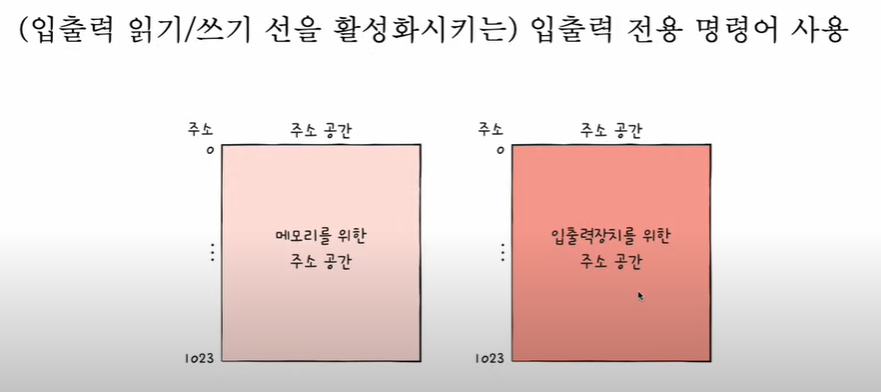 (입출력 읽기/쓰기 선을 활성화시키는) 입출력 전용 명령어 사용
주소 주소 공간
0
메모리를 위한
주소 공간
⋮
1023
주소 주소 공간
0
입출력장치를 위한
주소 공간
⋮
1023